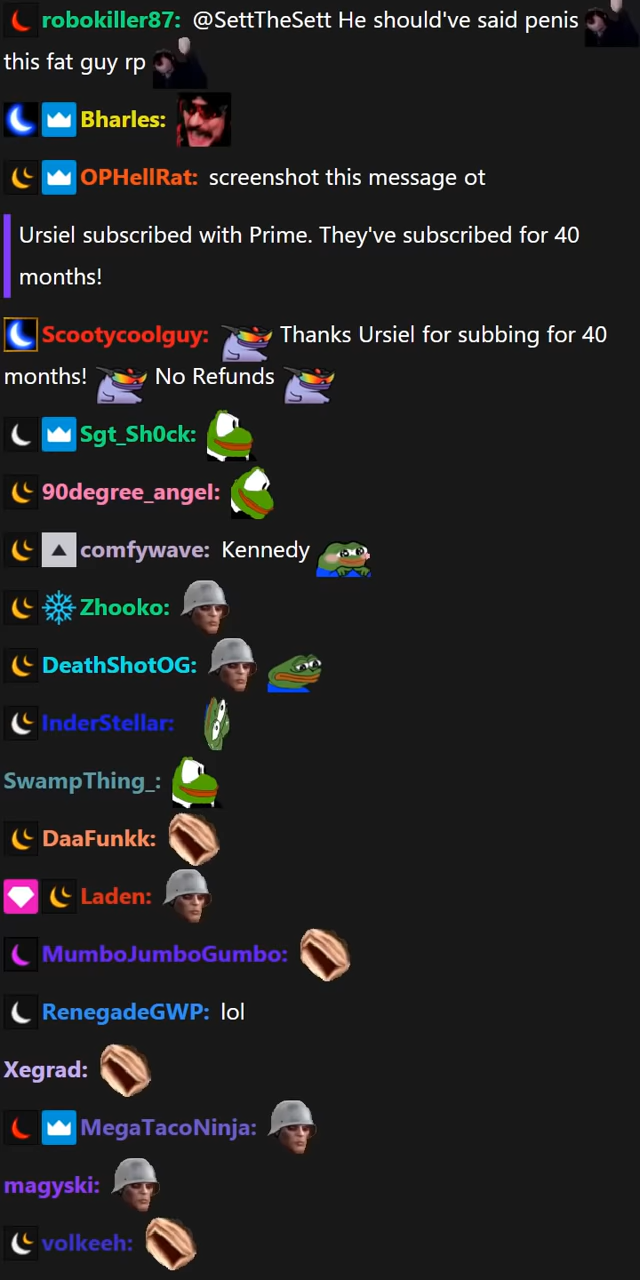 robokiller87: @SettTheSett He should've said penis
this fat guy rp
Bharles:
OPHellRat: screenshot this message ot
Ursiel subscribed with Prime. They've subscribed for 40
months!
Scootycoolguy: Thanks Ursiel for subbing for 40
months! No Refunds
Sgt_Sh0ck:
90degree_angel:
comfywave: Kennedy
Zhooko:
DeathShotOG:
InderStellar:
SwampThing_:
DaaFunkk:
Laden:
MumboJumboGumbo:
RenegadeGWP: lol
Xegrad:
MegaTacoNinja:
magyski:
volkeeh: